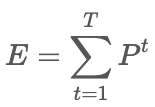 E = \sum_{t=1}^{T} P^t